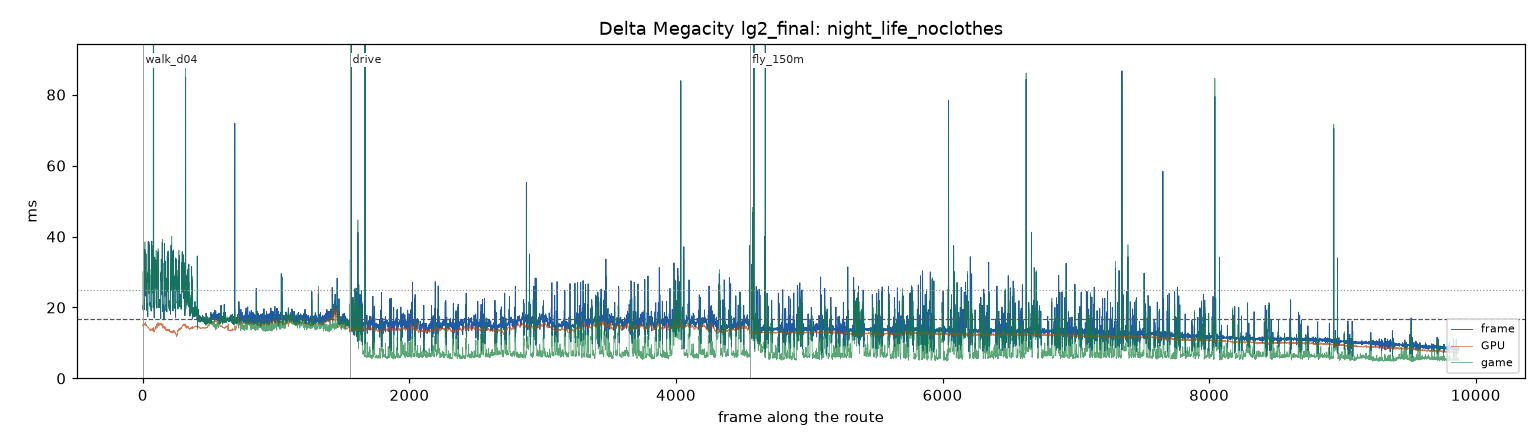 Delta Megacity lg2_final: night_life_noclothes
walk_d04
drive
fly_150m
80
60
40
20
0
ms
frame
GPU
game
0
2000
4000
6000
8000
10000
frame along the route